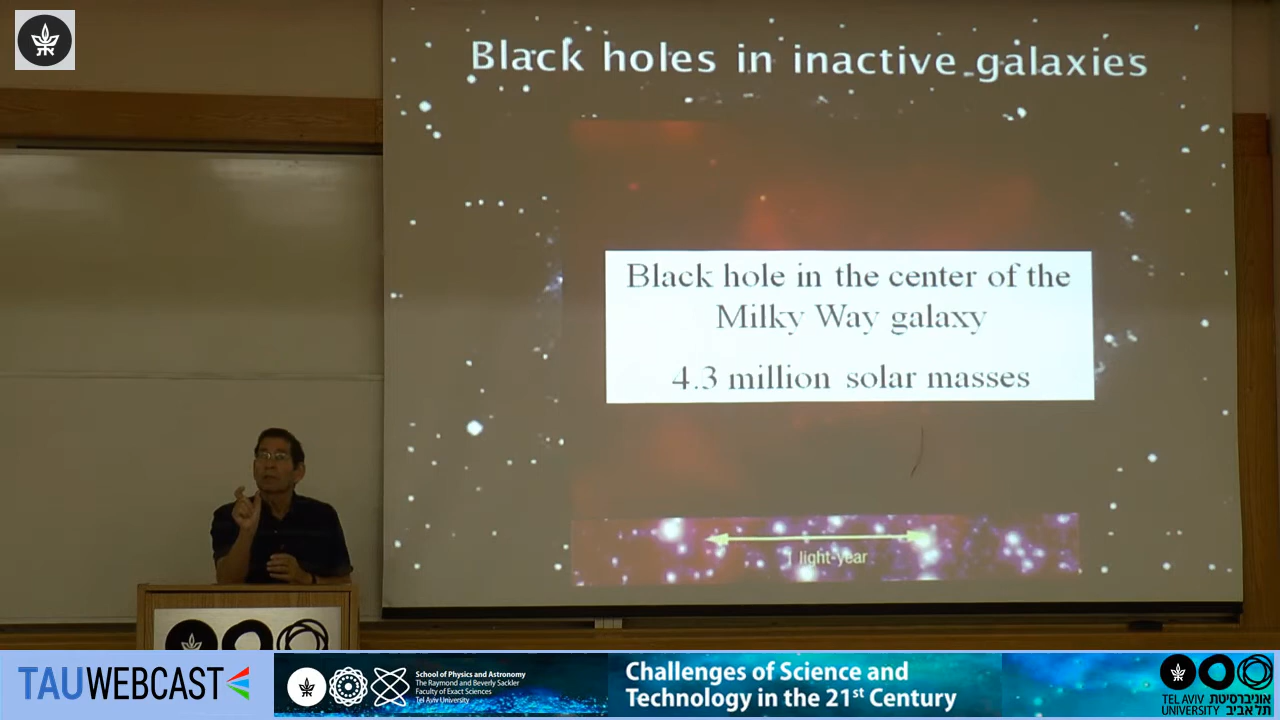 Black holes in inactive galaxies
Black hole in the center of the
Milky Way galaxy
4.3 million solar masses
1 light-year
TAUWEBCAST
School of Physics and Astronomy
The Raymond and Beverly Sackler
Faculty of Exact Sciences
Tel Aviv University
Challenges of Science and
Technology in the 21st Century
TEL AVIV אוניברסיטת
UNIVERSITY תל אביב